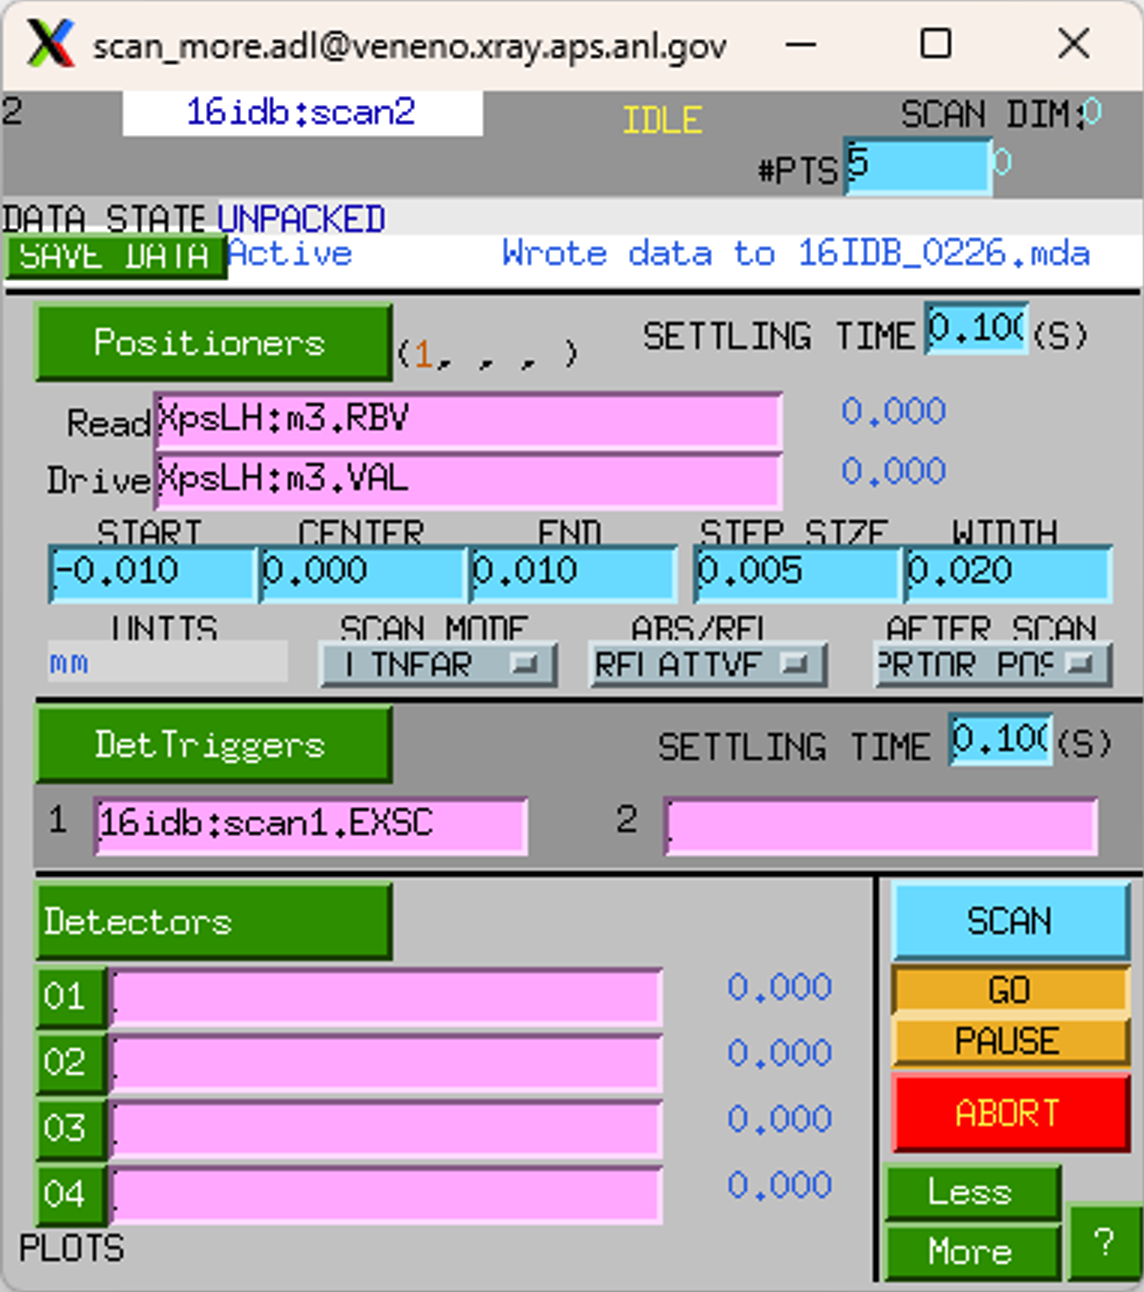 scan_more.adl@veneno.xray.aps.anl.gov
2 16idb:scan2 IDLE SCAN DIM:0
#PTS 5 0
DATA STATE UNPACKED
SAVE DATA Active Wrote data to 16IDB_0226.mda
Positioners (1, , , ) SETTLING TIME 0.100 (S)
Read XpsLH:m3.RBV 0.000
Drive XpsLH:m3.VAL 0.000
START CENTER END STEP SIZE WIDTH
-0.010 0.000 0.010 0.005 0.020
UNITS SCAN MODE ABS/REL AFTER SCAN
mm LINEAR RELATIVE PRIOR POS
DetTriggers SETTLING TIME 0.100 (S)
1 16idb:scan1.EXSC 2
Detectors SCAN
01 0.000 GO
02 0.000 PAUSE
03 0.000 ABORT
04 0.000 Less
PLOTS More ?